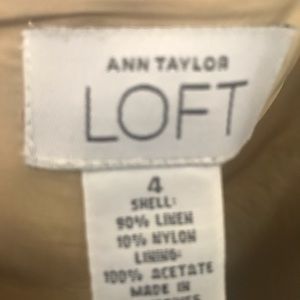 ANN TAYLOR
LOFT
4
SHELL:
90% LINEN
10% NYLON
LINING:
100% ACETATE
MADE IN